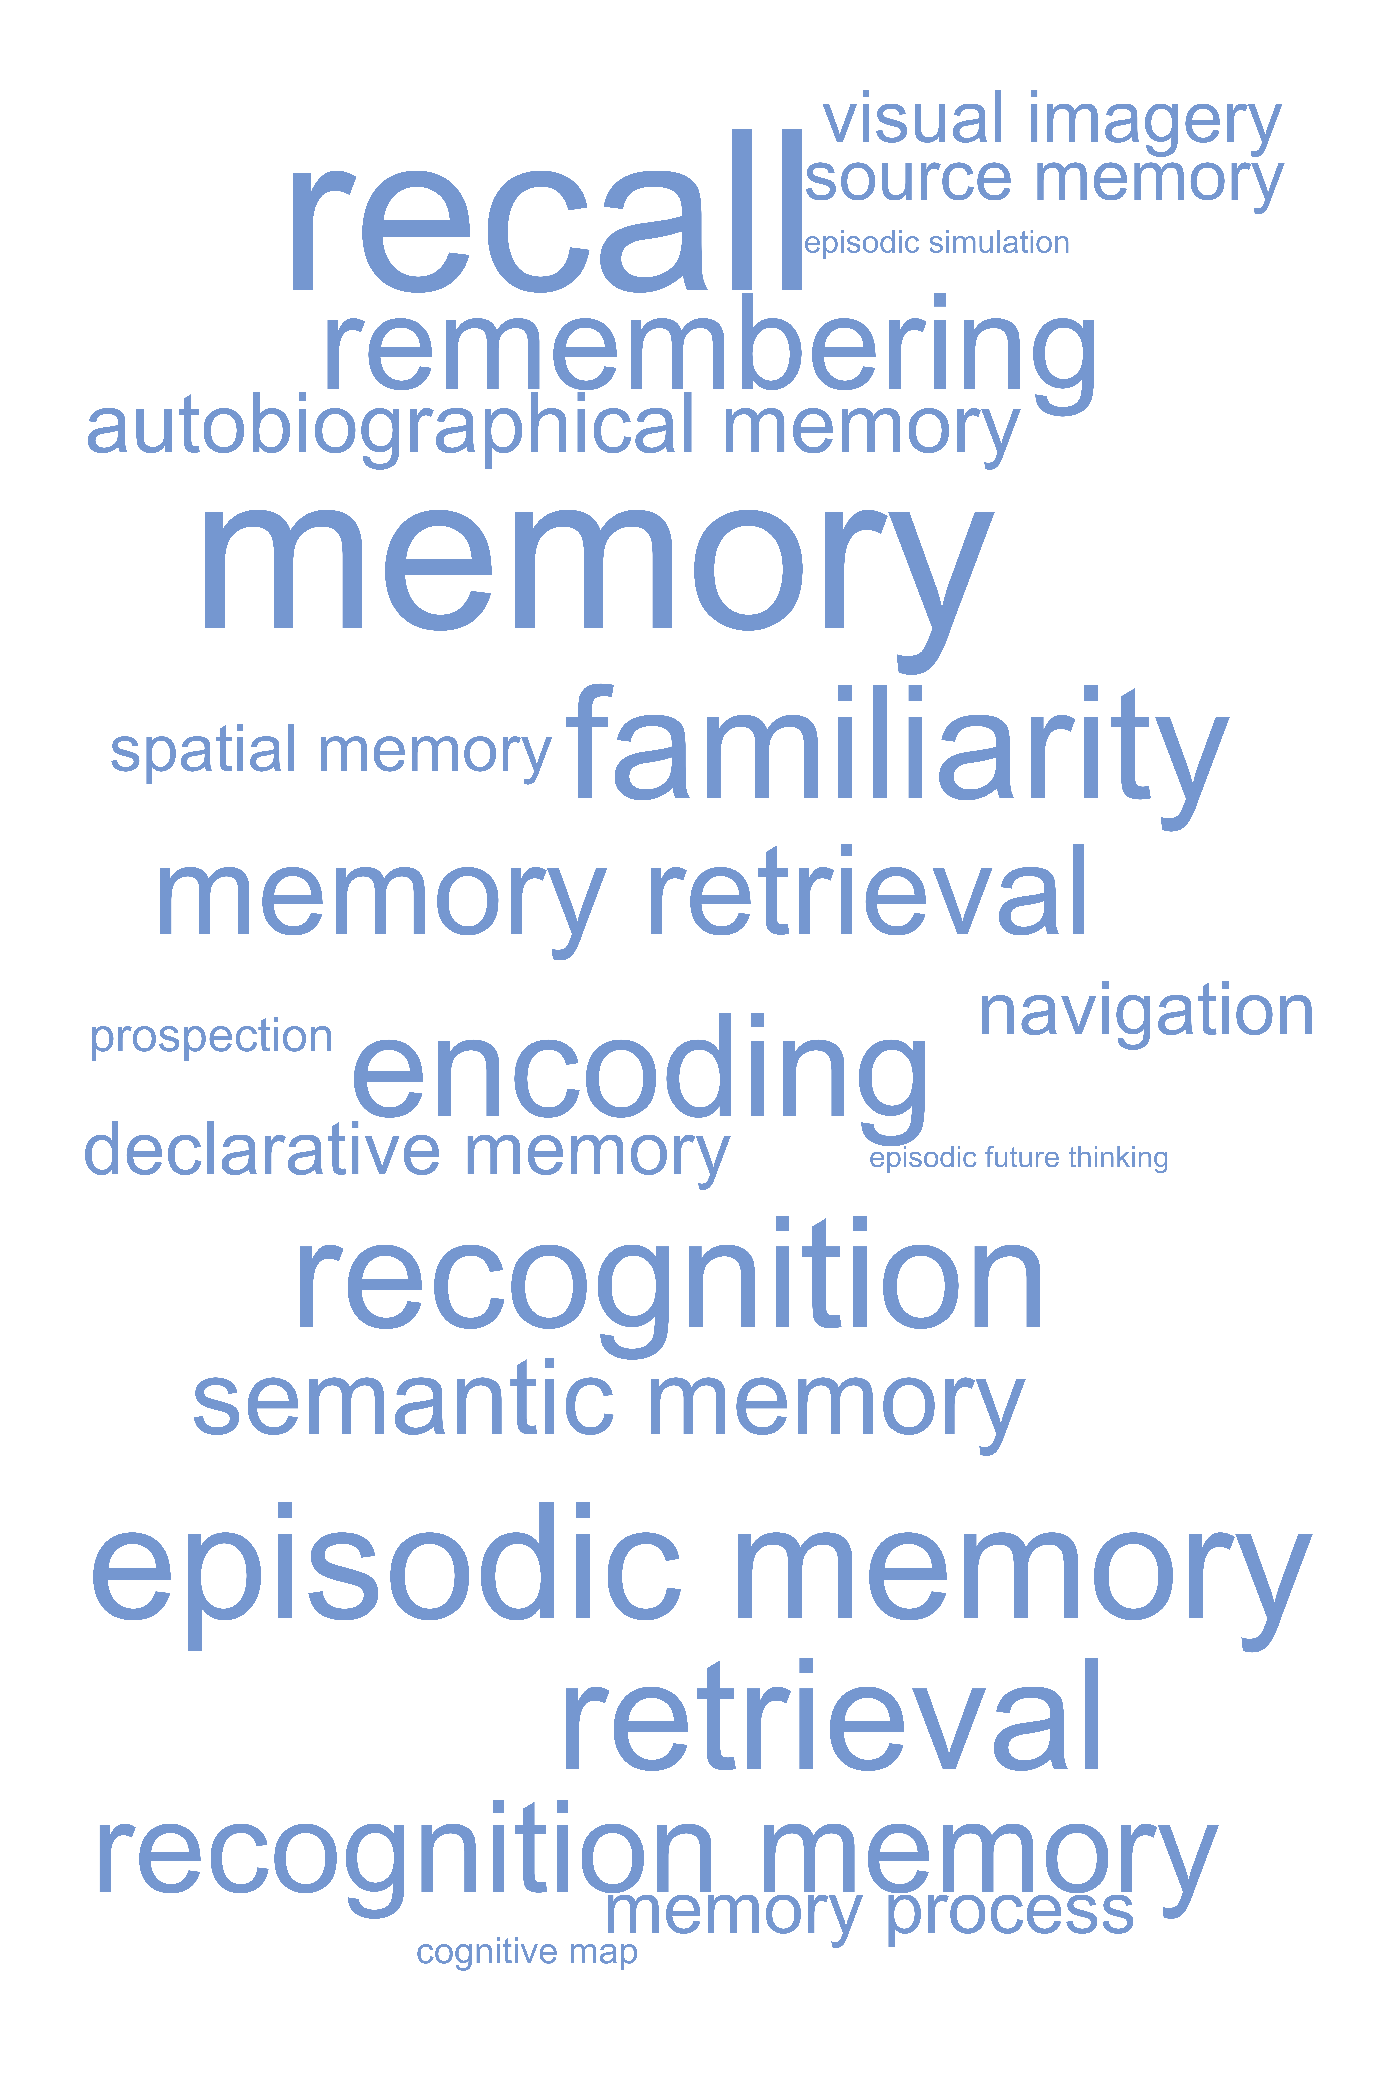 visual imagery
recall
source memory
episodic simulation
remembering
autobiographical memory
memory
spatial memory
familiarity
memory retrieval
navigation
prospection
encoding
declarative memory
episodic future thinking
recognition
semantic memory
episodic memory
retrieval
recognition memory
memory process
cognitive map